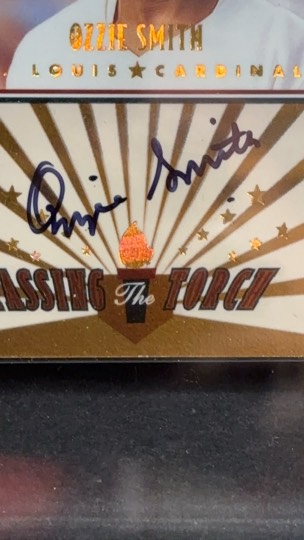 OZZIE SMITH
. LOUIS★CARDINAL
Ozzie Smith
ASSING The TORCH